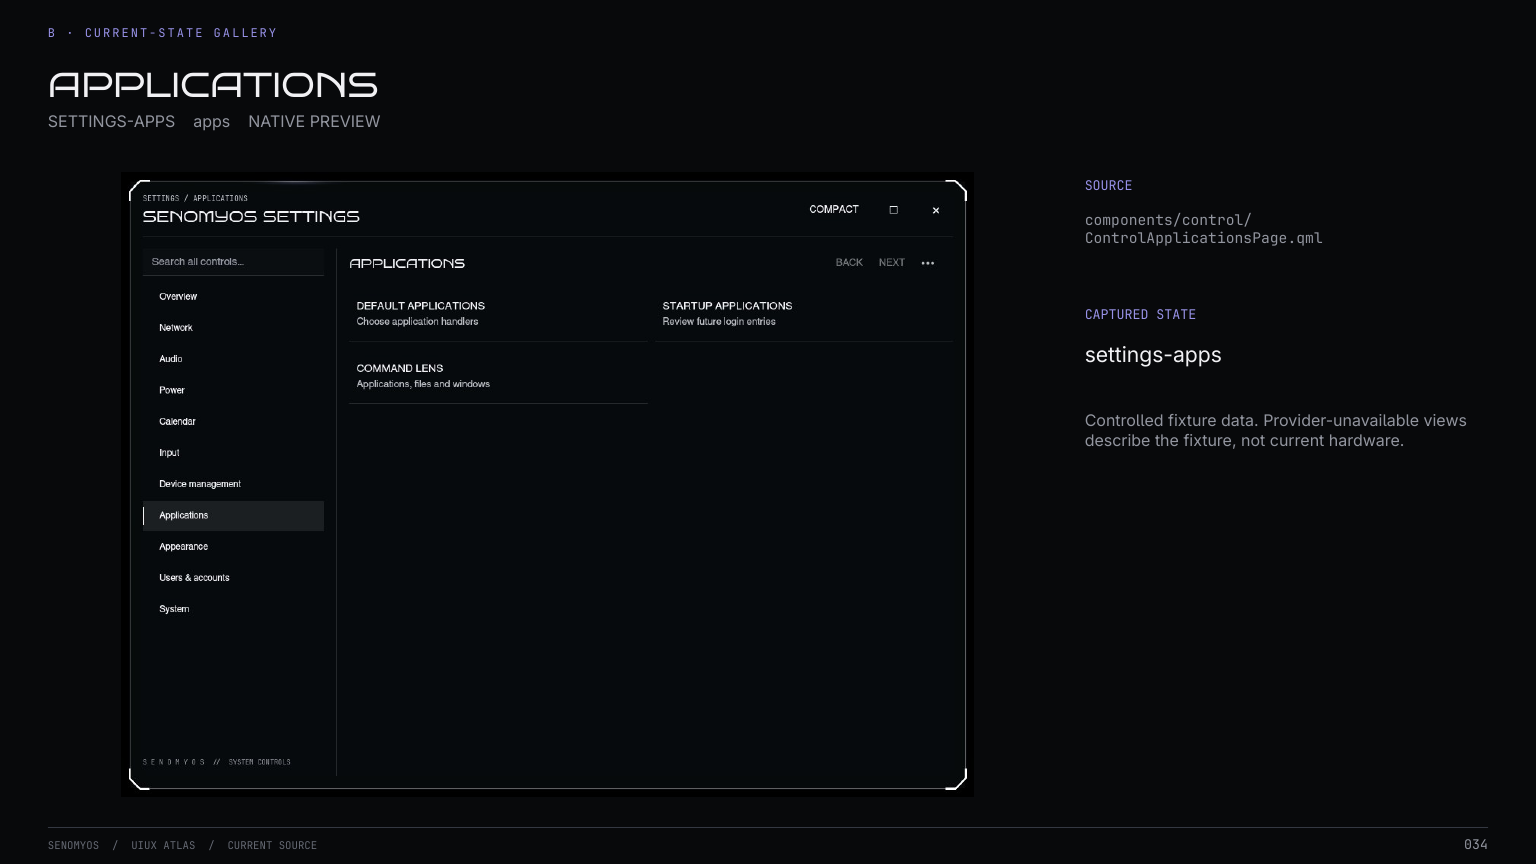 B · CURRENT-STATE GALLERY
APPLICATIONS
SETTINGS-APPS apps NATIVE PREVIEW
SETTINGS / APPLICATIONS
SENOMYOS SETTINGS
COMPACT □ ×
Search all controls...
Overview
Network
Audio
Power
Calendar
Input
Device management
Applications
Appearance
Users & accounts
System
SENOMYOS // SYSTEM CONTROLS
APPLICATIONS
BACK NEXT •••
DEFAULT APPLICATIONS
Choose application handlers
STARTUP APPLICATIONS
Review future login entries
COMMAND LENS
Applications, files and windows
SOURCE
components/control/
ControlApplicationsPage.qml
CAPTURED STATE
settings-apps
Controlled fixture data. Provider-unavailable views
describe the fixture, not current hardware.
SENOMYOS / UIUX ATLAS / CURRENT SOURCE
034